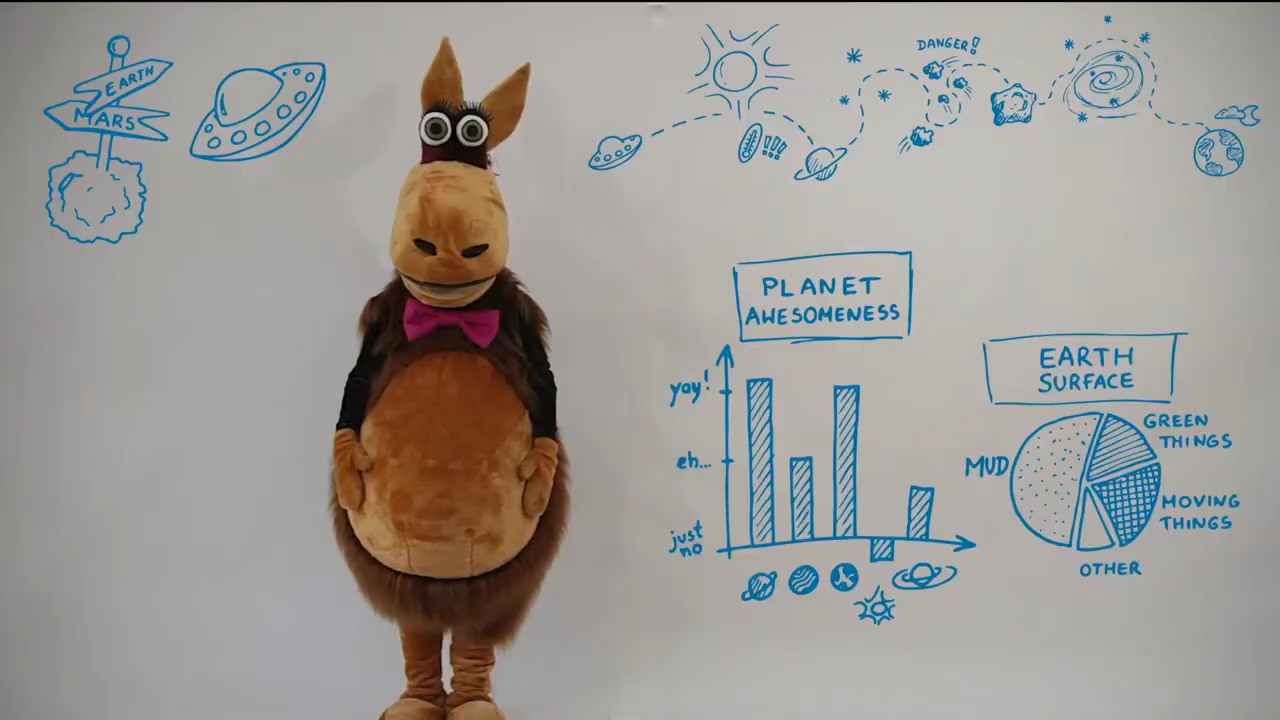 EARTH
MARS
DANGER!
!!!
PLANET
AWESOMENESS
yay!
eh...
just
no
EARTH
SURFACE
GREEN
THINGS
MUD
MOVING
THINGS
OTHER